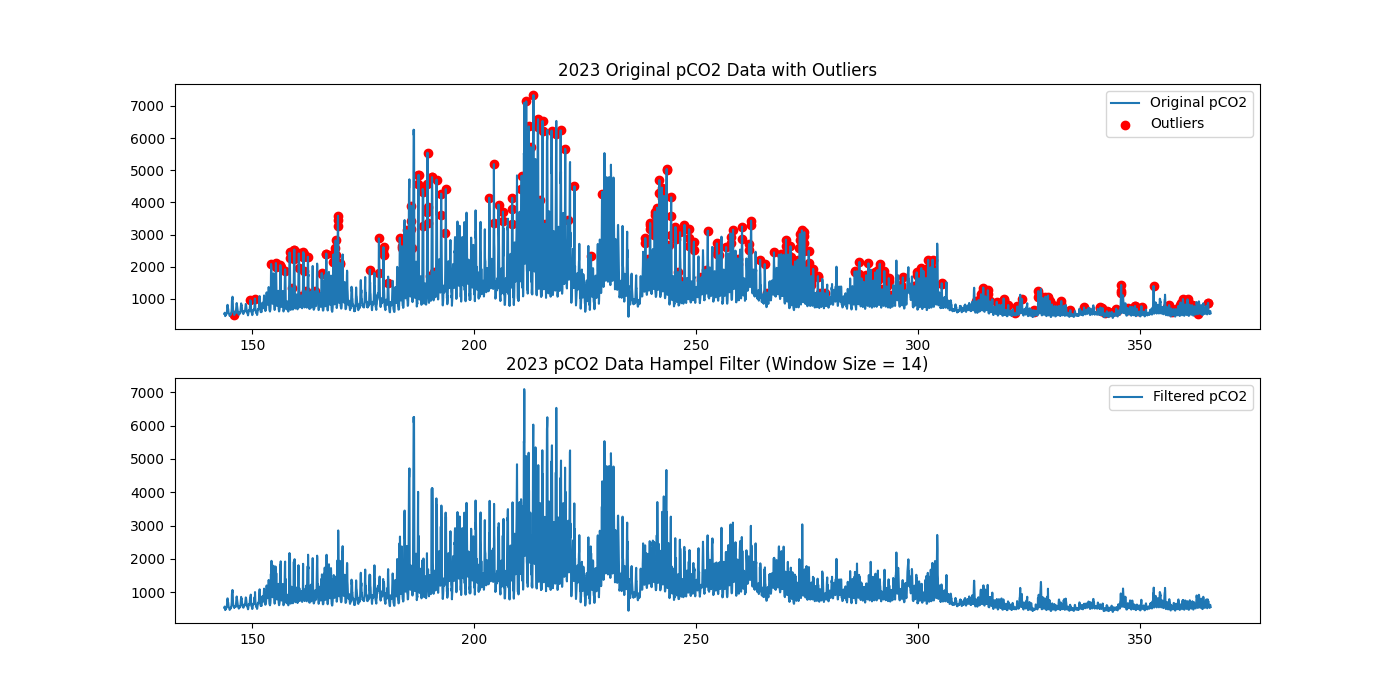 2023 Original pCO2 Data with Outliers
7000
6000
5000
4000
3000
2000
1000
Original pCO2
Outliers
150 200 250 300 350
2023 pCO2 Data Hampel Filter (Window Size = 14)
7000
6000
5000
4000
3000
2000
1000
Filtered pCO2
150 200 250 300 350